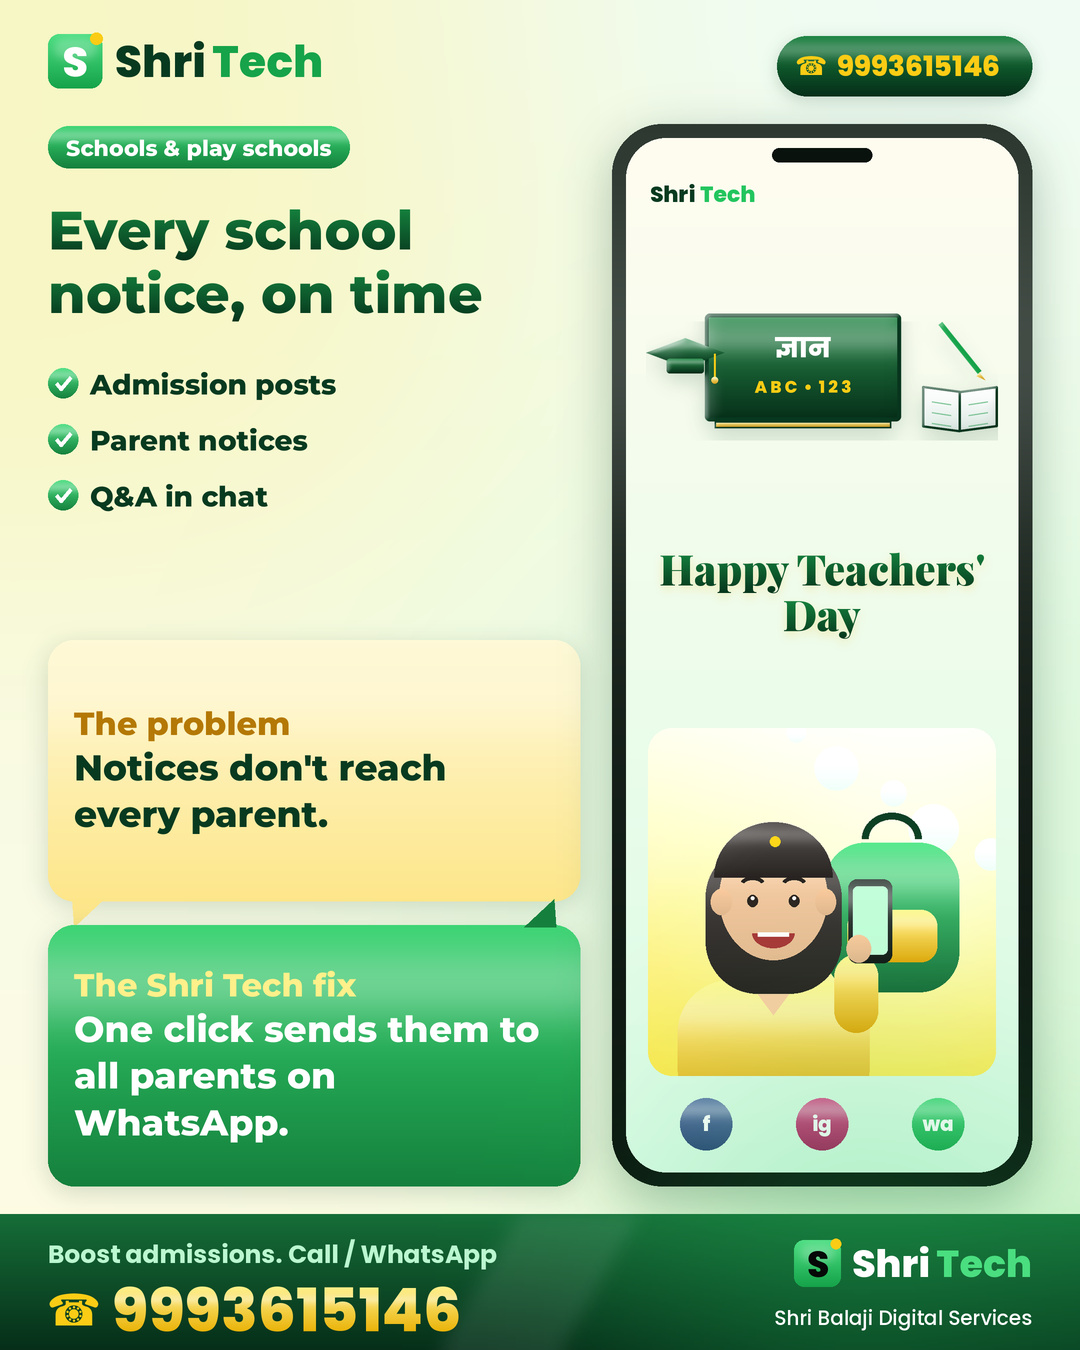 S Shri Tech
☎ 9993615146
Schools & play schools
Every school
notice, on time
Admission posts
Parent notices
Q&A in chat
The problem
Notices don't reach
every parent.
The Shri Tech fix
One click sends them to
all parents on
WhatsApp.
Shri Tech
ज्ञान
ABC • 123
Happy Teachers'
Day
f
ig
wa
Boost admissions. Call / WhatsApp
☎ 9993615146
S Shri Tech
Shri Balaji Digital Services